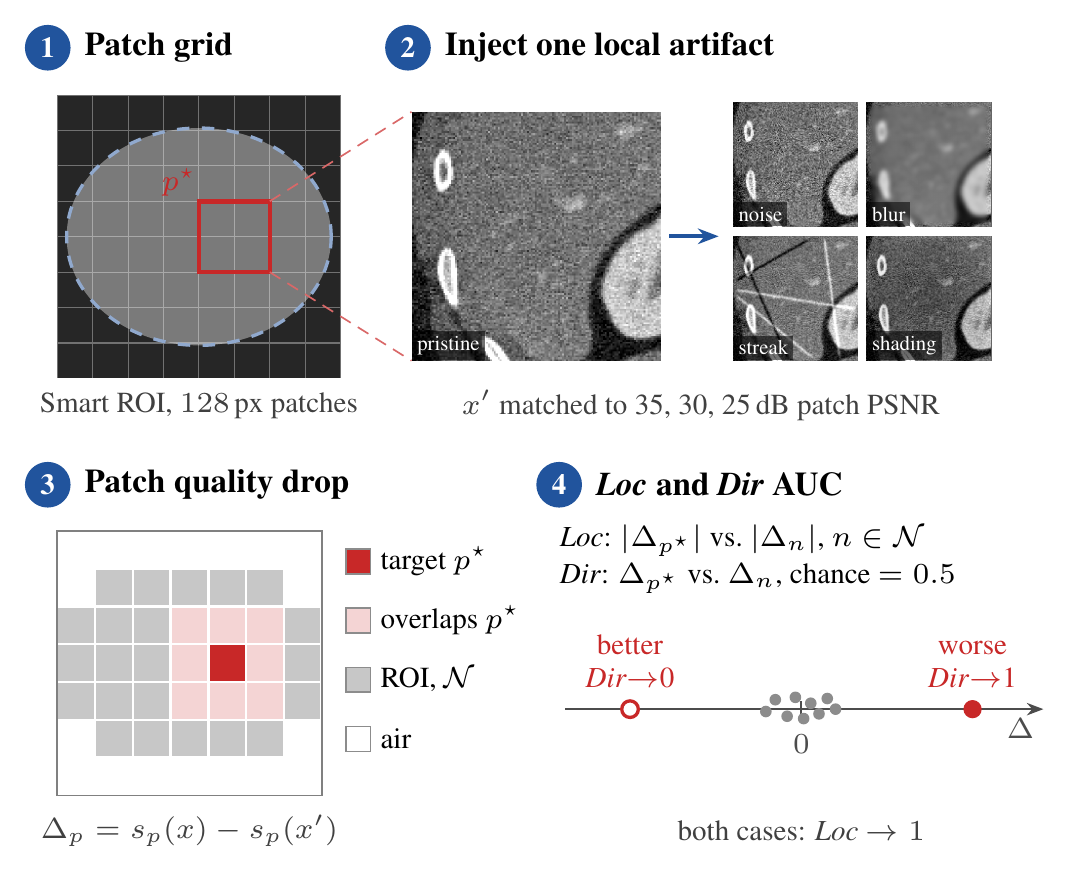 1 Patch grid
2 Inject one local artifact
p⋆
pristine
noise
blur
streak
shading
Smart ROI, 128 px patches
x′ matched to 35, 30, 25 dB patch PSNR
3 Patch quality drop
target p⋆
overlaps p⋆
ROI, 𝒩
air
Δₚ = sₚ(x) − sₚ(x′)
4 Loc and Dir AUC
Loc: |Δ_p⋆| vs. |Δₙ|, n ∈ 𝒩
Dir: Δ_p⋆ vs. Δₙ, chance = 0.5
better
Dir→0
worse
Dir→1
0
Δ
both cases: Loc → 1